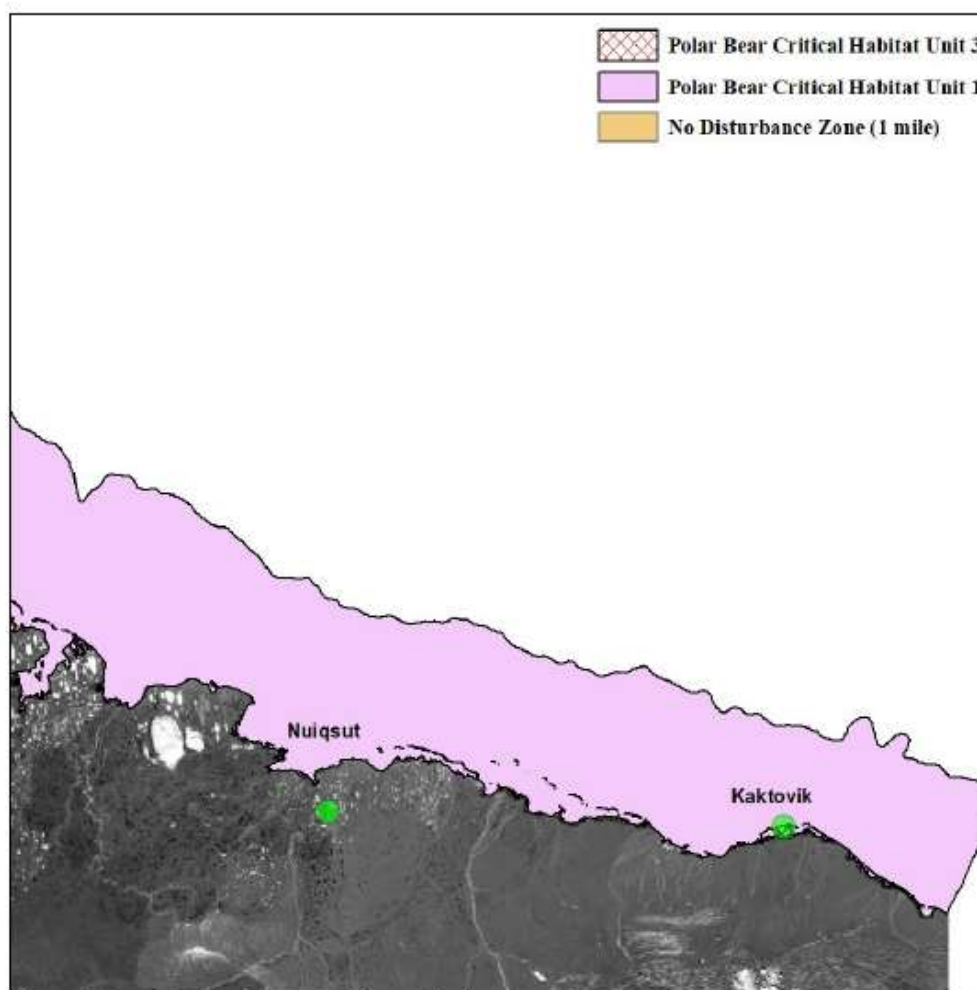 Polar Bear Critical Habitat Unit 3
Polar Bear Critical Habitat Unit 1
No Disturbance Zone (1 mile)
Nuiqsut
Kaktovik